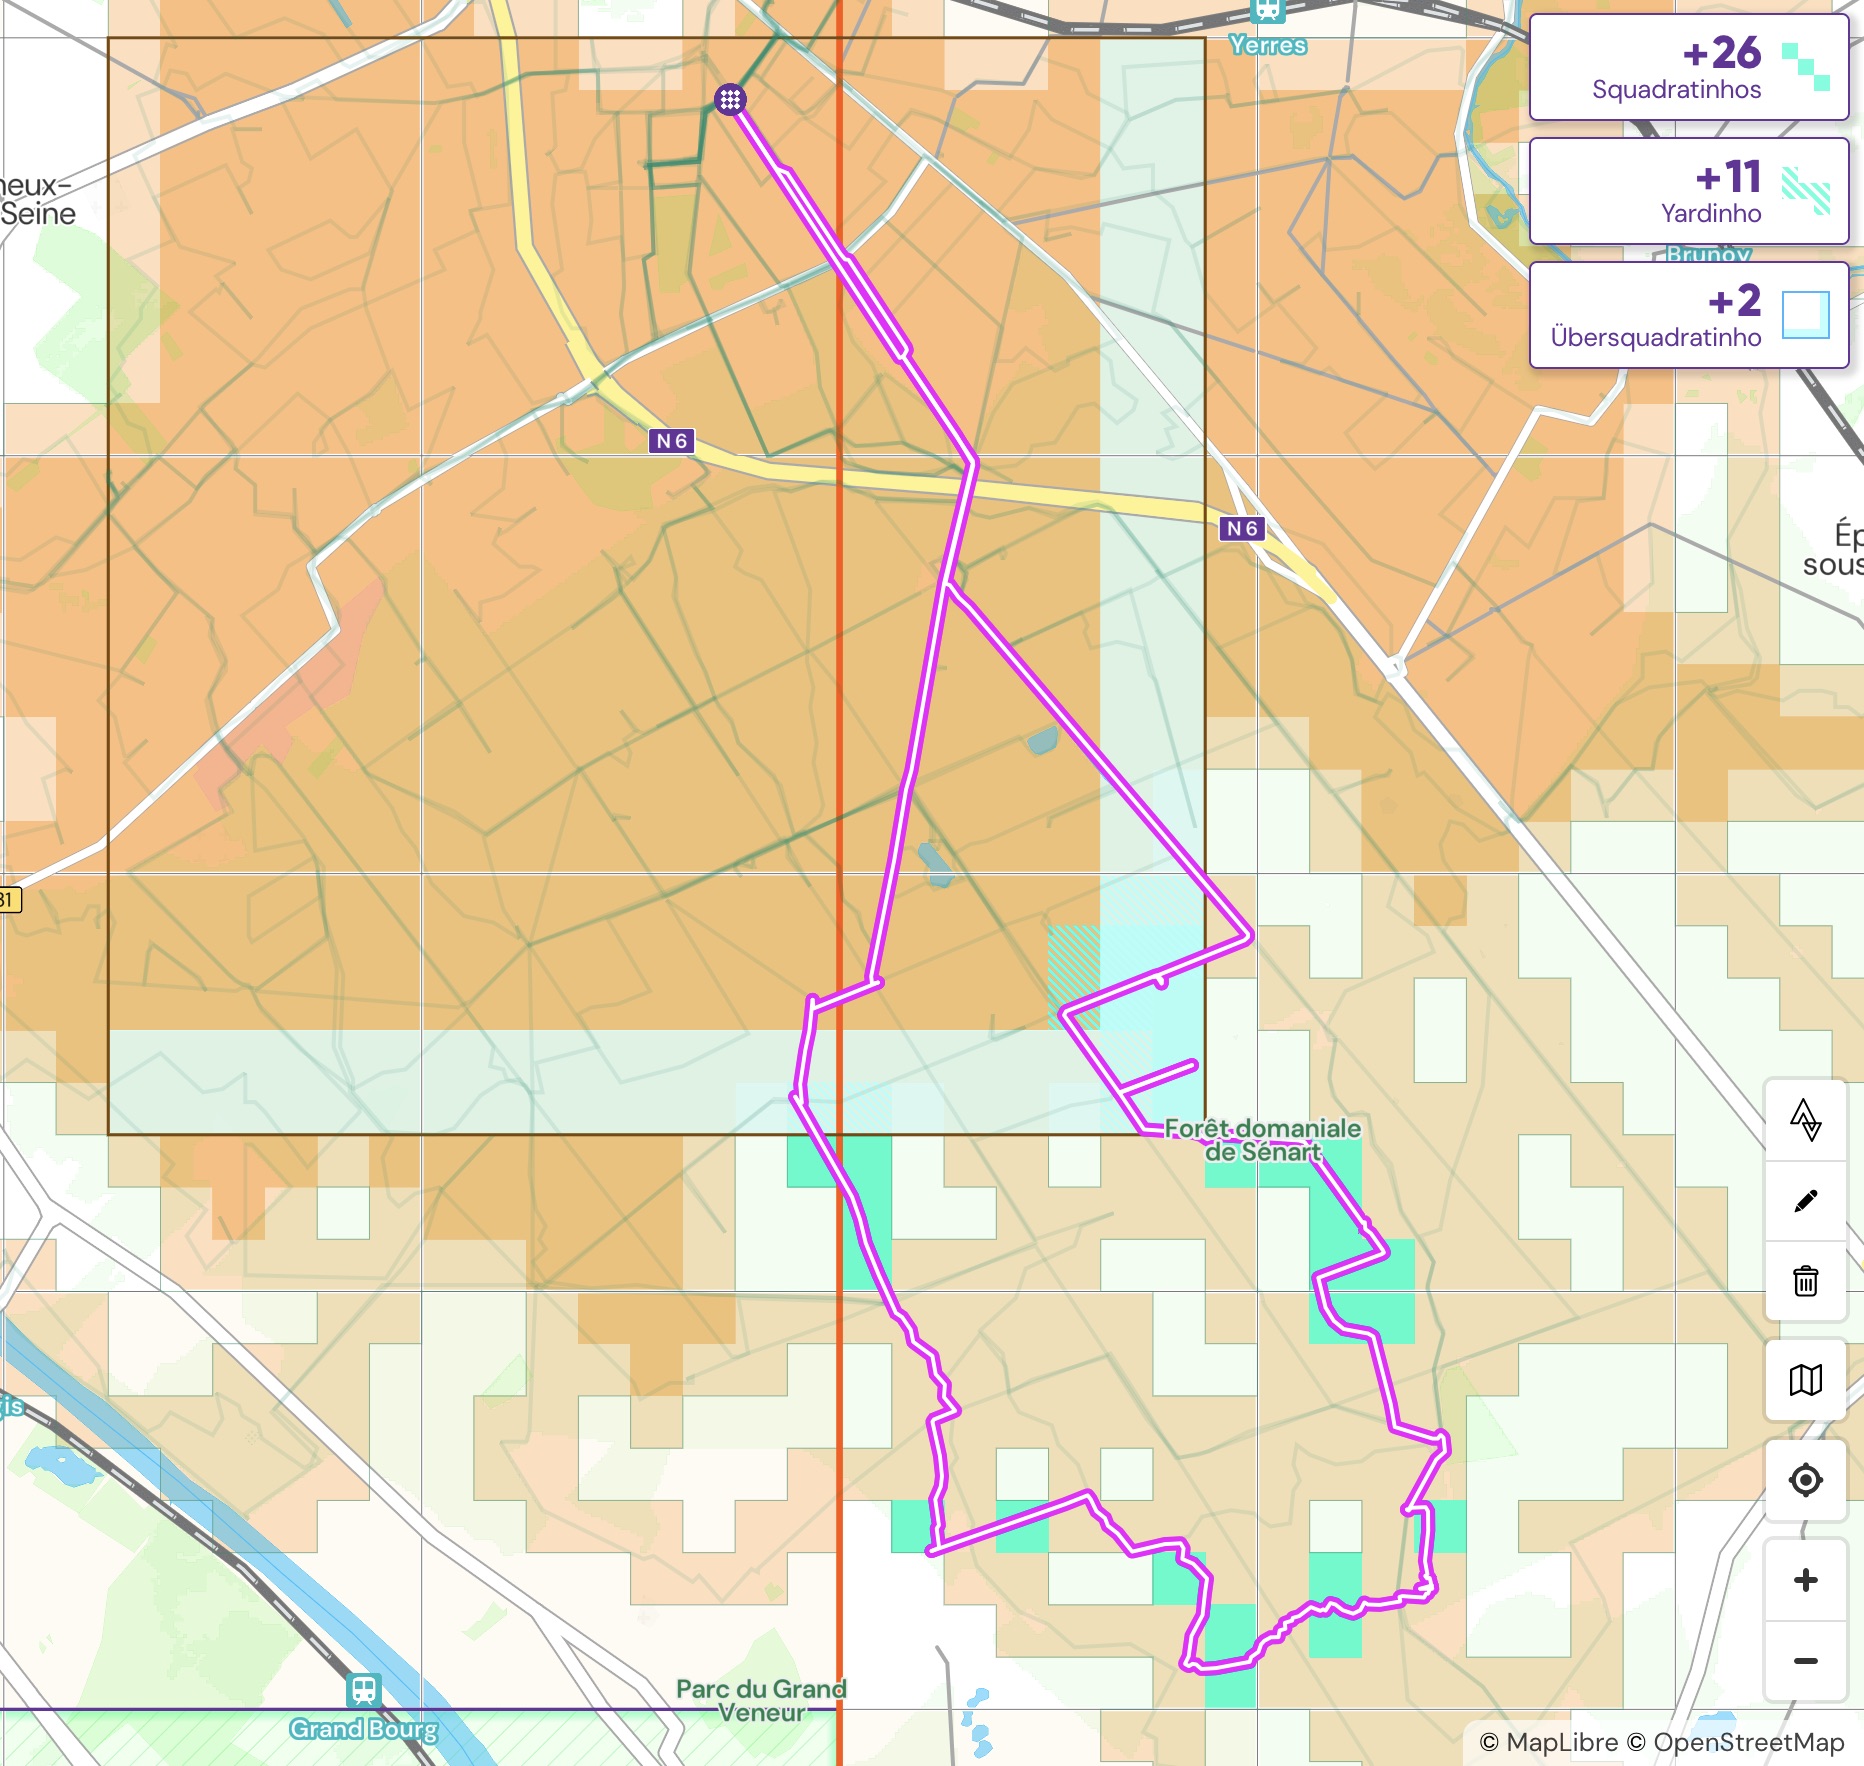 Yerres
+26
Squadratinhos
neux-
Seine
+11
Yardinho
Brunoy
+2
Übersquadratinho
N 6
N 6
Ép
sous
31
Forêt domaniale
de Sénart
gis
Parc du Grand
Veneur
Grand Bourg
© MapLibre © OpenStreetMap